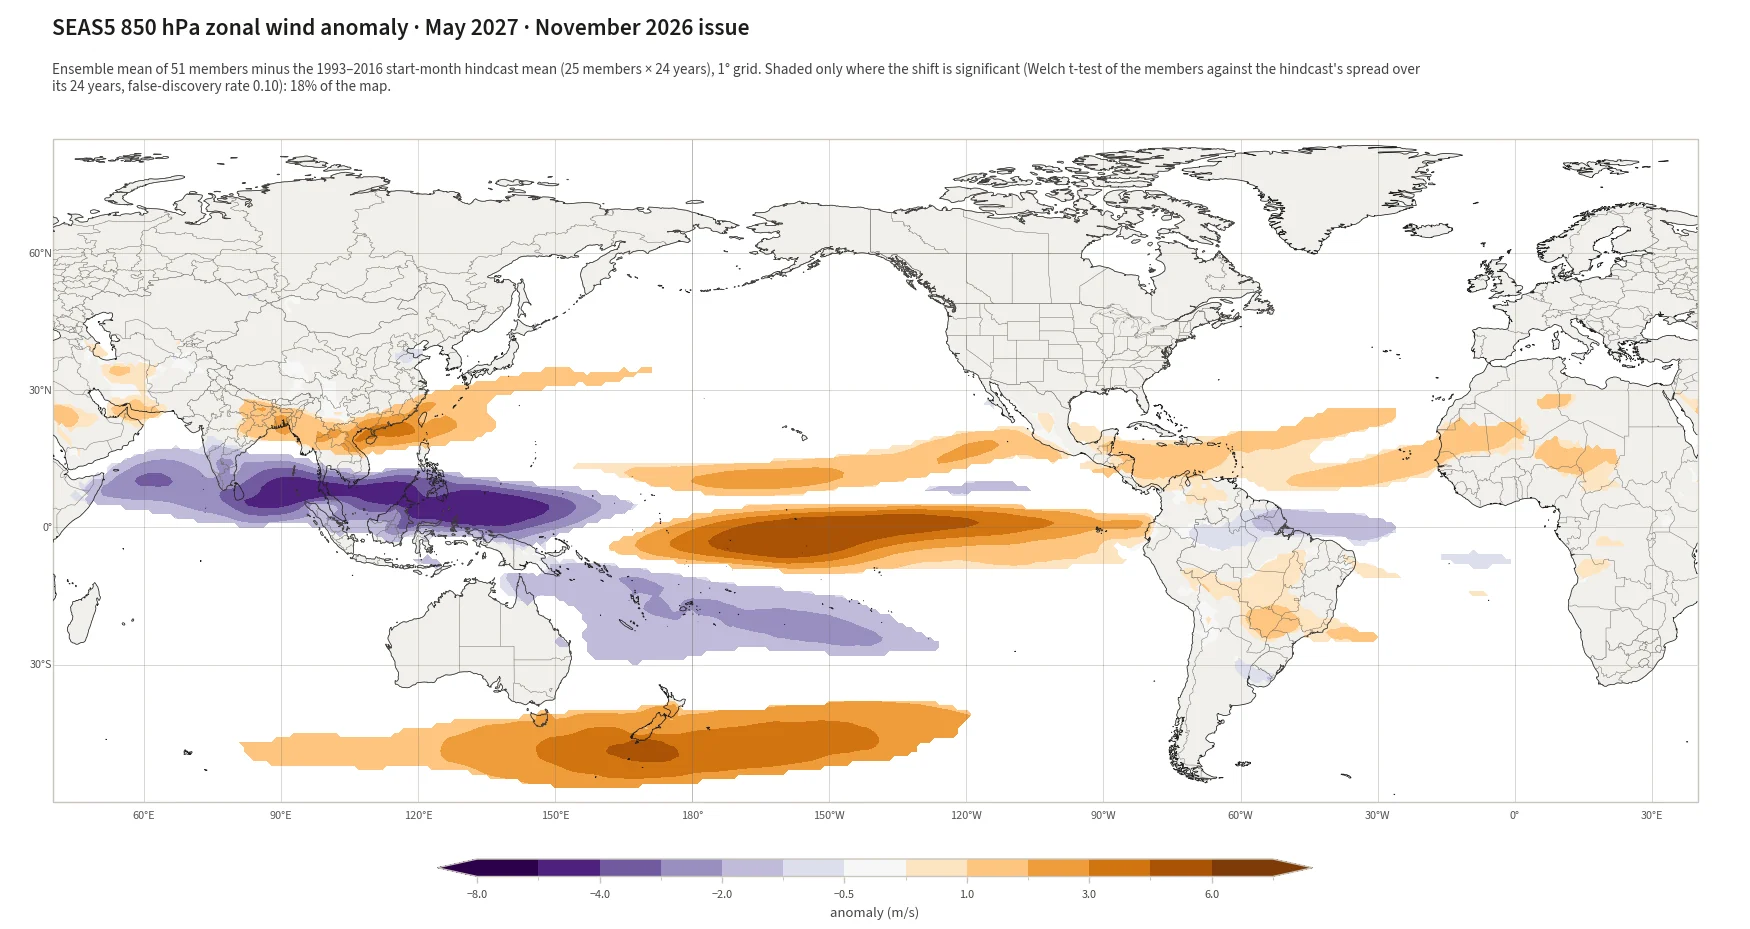 SEAS5 850 hPa zonal wind anomaly · May 2027 · November 2026 issue
Ensemble mean of 51 members minus the 1993–2016 start-month hindcast mean (25 members × 24 years), 1° grid. Shaded only where the shift is significant (Welch t-test of the members against the hindcast's spread over
its 24 years, false-discovery rate 0.10): 18% of the map.
60°N
30°N
0°
30°S
60°E 90°E 120°E 150°E 180° 150°W 120°W 90°W 60°W 30°W 0° 30°E
−8.0 −4.0 −2.0 −0.5 1.0 3.0 6.0
anomaly (m/s)